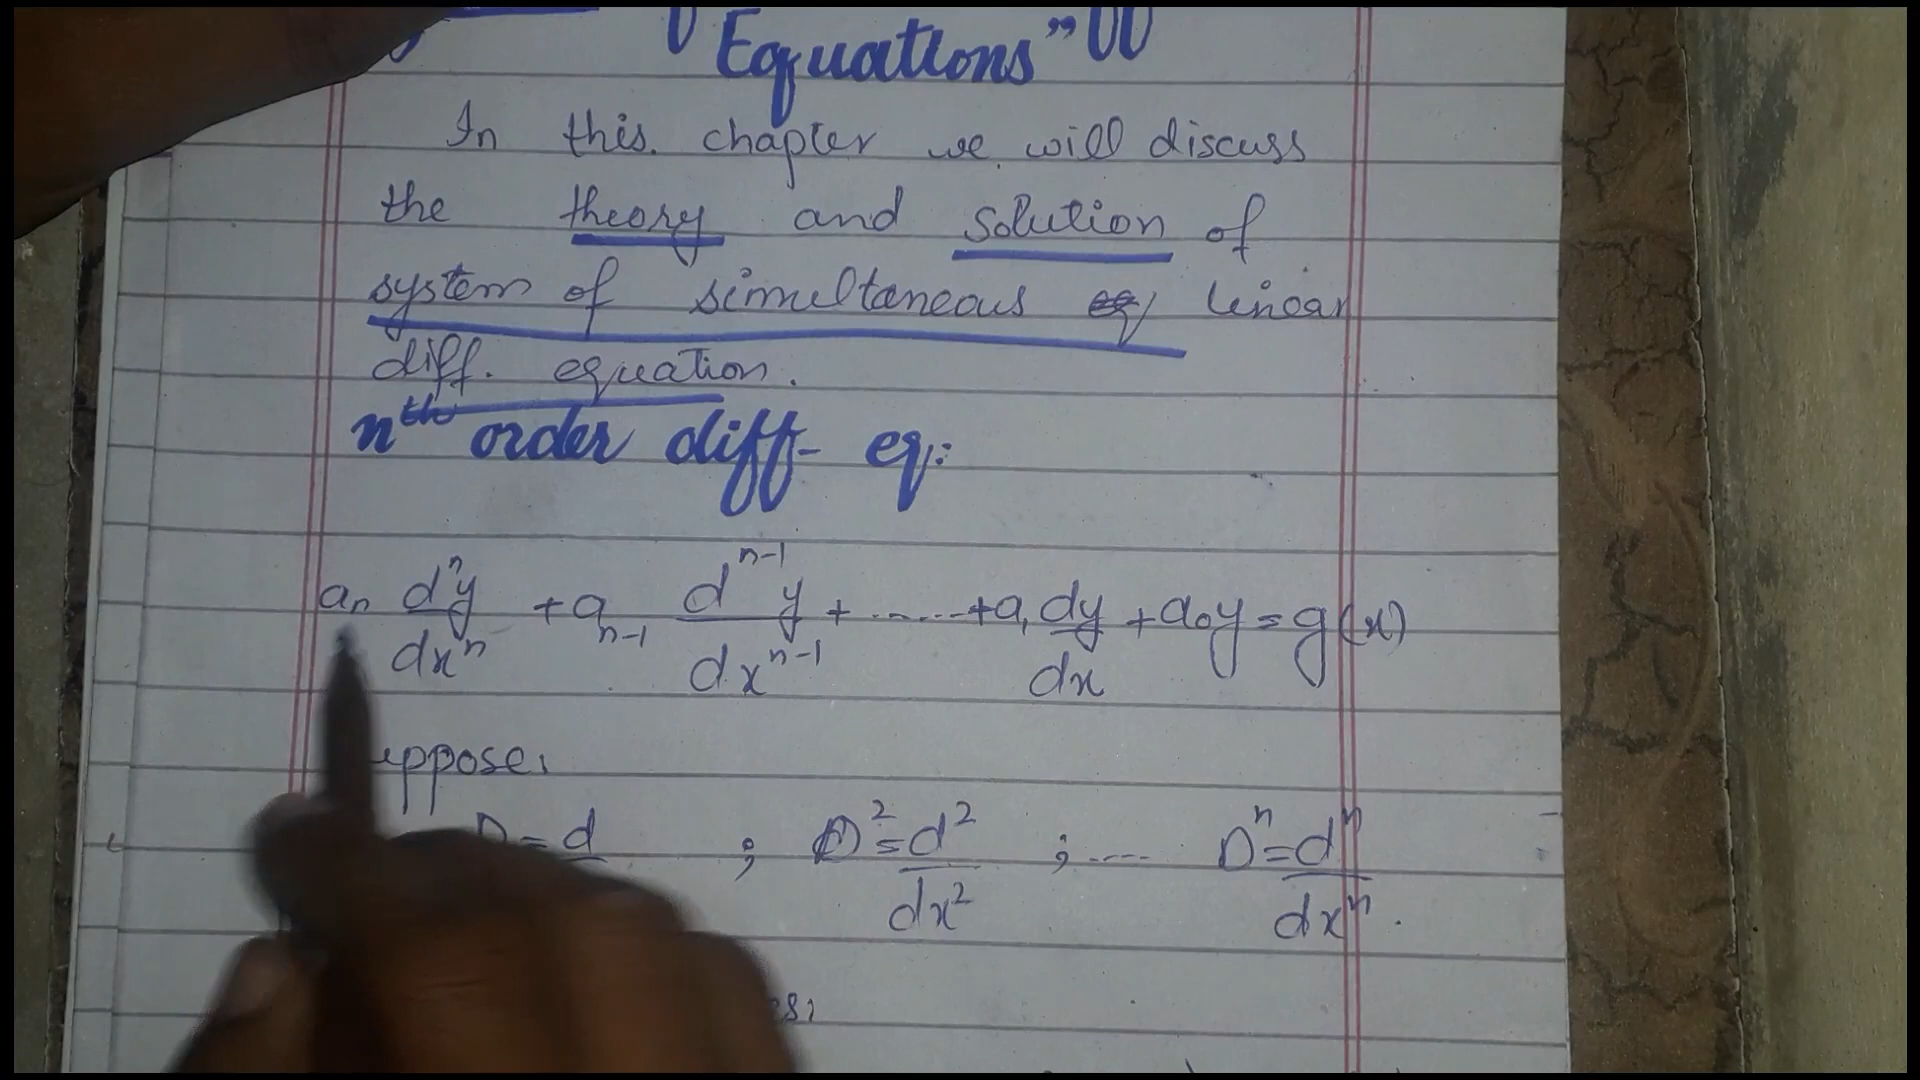 "Equations"
In this chapter we will discuss
the theory and solution of
system of simultaneous eq linear
diff. equation.
nth order diff- eq:
aₙ dⁿy/dxⁿ + aₙ₋₁ dⁿ⁻¹y/dxⁿ⁻¹ + ...... + a₁ dy/dx + a₀y = g(x)
uppose,
D = d ; D² = d²/dx² ; .... Dⁿ = dⁿ/dxⁿ .